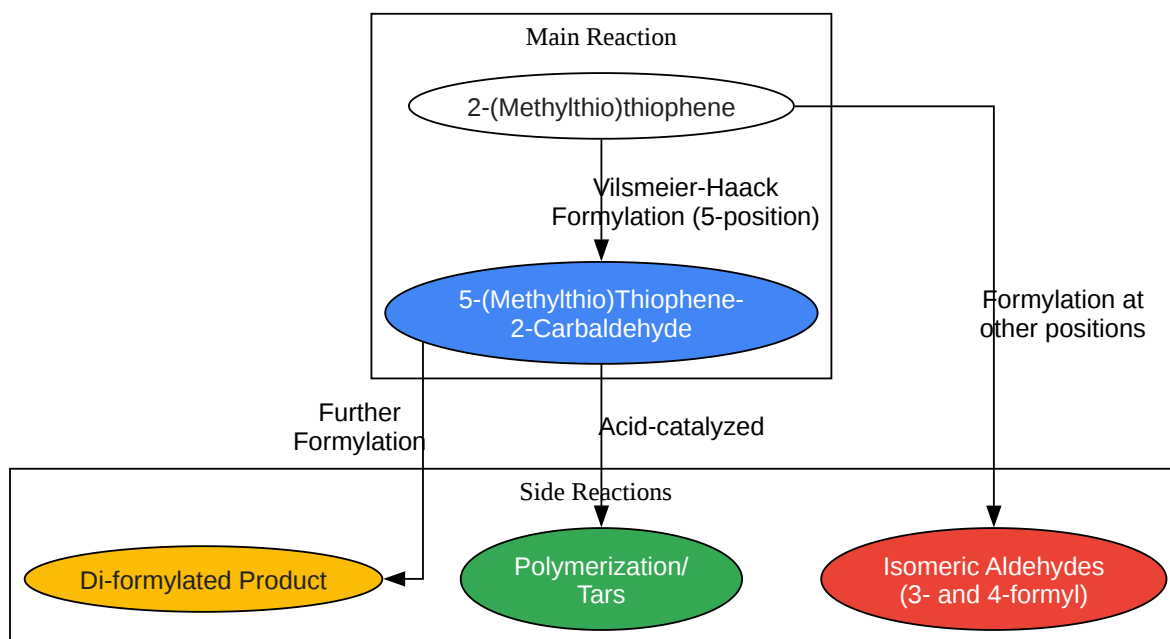 Main Reaction
2-(Methylthio)thiophene
Vilsmeier-Haack
Formylation (5-position)
5-(Methylthio)Thiophene-
2-Carbaldehyde
Formylation at
other positions
Further
Formylation
Acid-catalyzed
Side Reactions
Di-formylated Product
Polymerization/
Tars
Isomeric Aldehydes
(3- and 4-formyl)